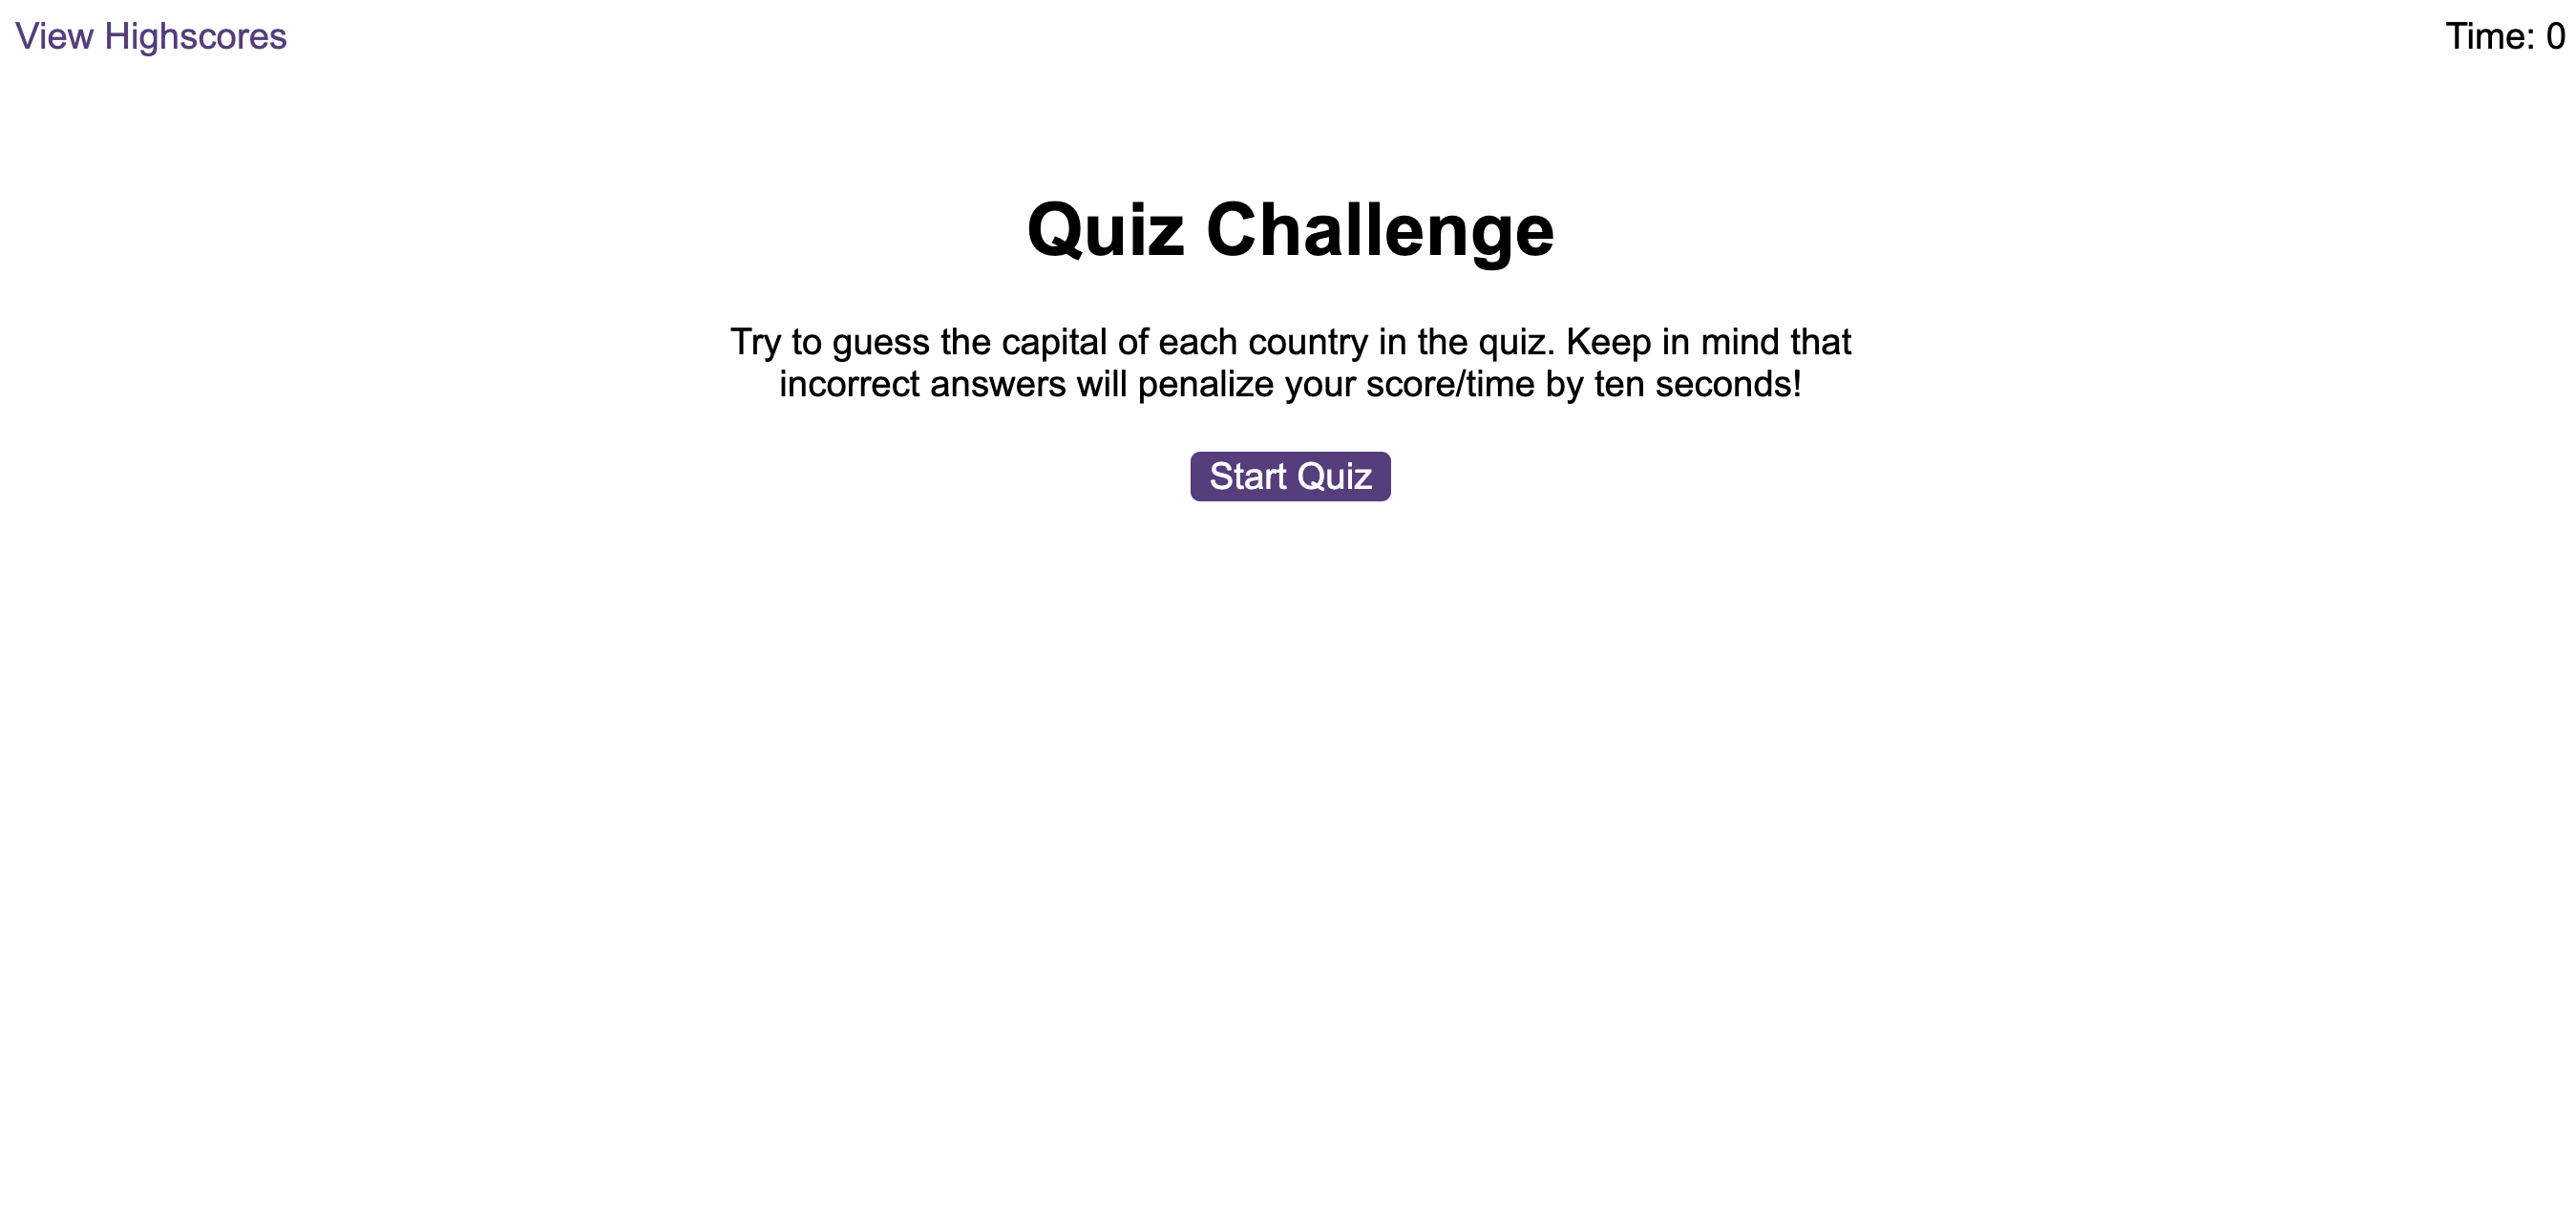 View Highscores
Time: 0
Quiz Challenge
Try to guess the capital of each country in the quiz. Keep in mind that
incorrect answers will penalize your score/time by ten seconds!
Start Quiz